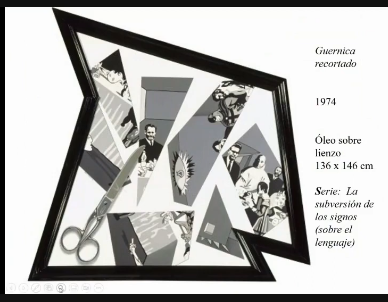 Guernica
recortado
1974
Óleo sobre
lienzo
136 x 146 cm
Serie: La
subversión de
los signos
(sobre el
lenguaje)